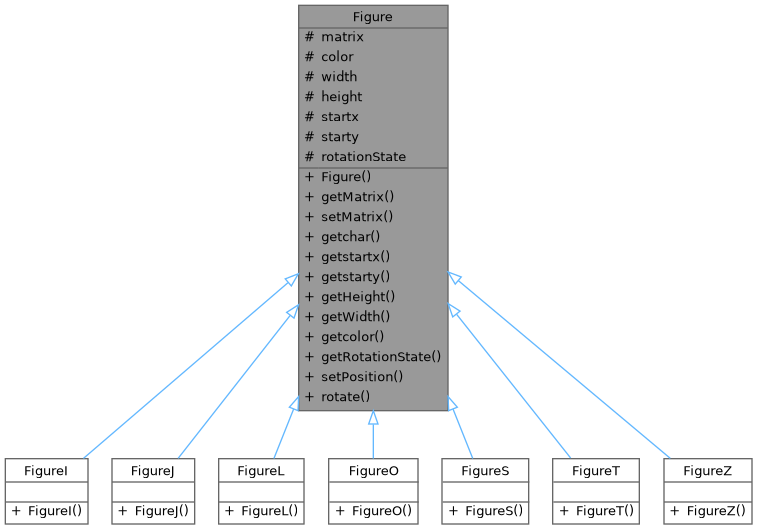 Figure
# matrix
# color
# width
# height
# startx
# starty
# rotationState
+ Figure()
+ getMatrix()
+ setMatrix()
+ getchar()
+ getstartx()
+ getstarty()
+ getHeight()
+ getWidth()
+ getcolor()
+ getRotationState()
+ setPosition()
+ rotate()
FigureI
+ FigureI()
FigureJ
+ FigureJ()
FigureL
+ FigureL()
FigureO
+ FigureO()
FigureS
+ FigureS()
FigureT
+ FigureT()
FigureZ
+ FigureZ()